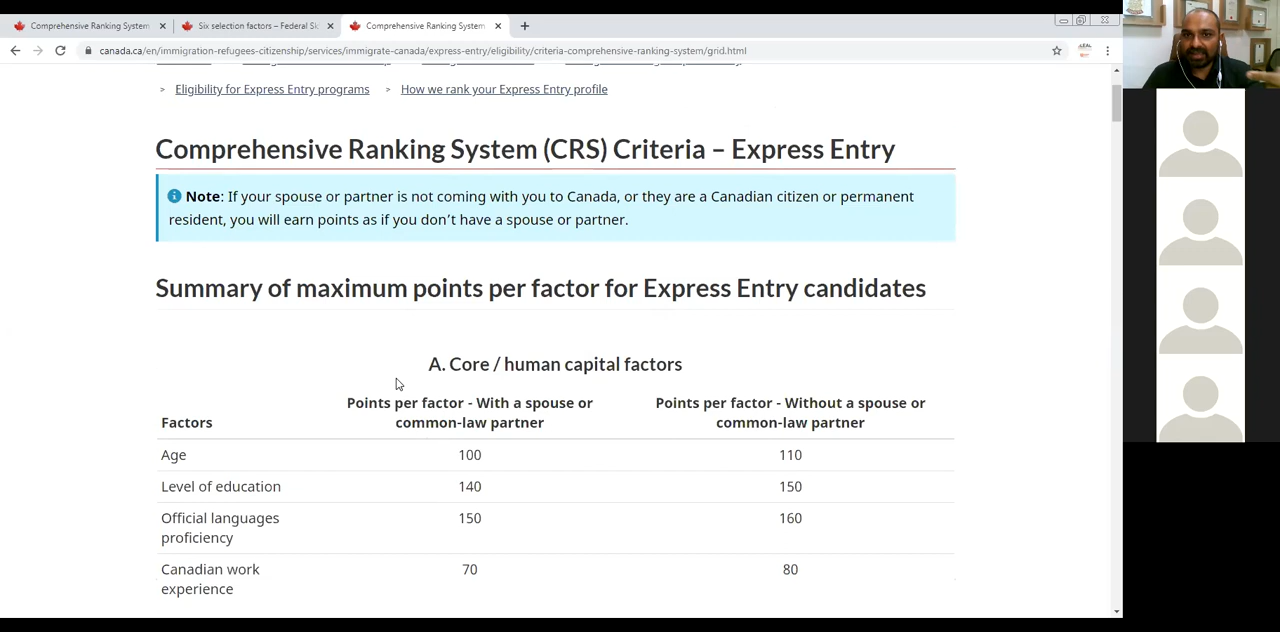 Comprehensive Ranking System
Six selection factors – Federal Sk
Comprehensive Ranking System
canada.ca/en/immigration-refugees-citizenship/services/immigrate-canada/express-entry/eligibility/criteria-comprehensive-ranking-system/grid.html
> Eligibility for Express Entry programs > How we rank your Express Entry profile
Comprehensive Ranking System (CRS) Criteria – Express Entry
Note: If your spouse or partner is not coming with you to Canada, or they are a Canadian citizen or permanent
resident, you will earn points as if you don't have a spouse or partner.
Summary of maximum points per factor for Express Entry candidates
A. Core / human capital factors
Points per factor - With a spouse or Points per factor - Without a spouse or
Factors common-law partner common-law partner
Age 100 110
Level of education 140 150
Official languages 150 160
proficiency
Canadian work 70 80
experience